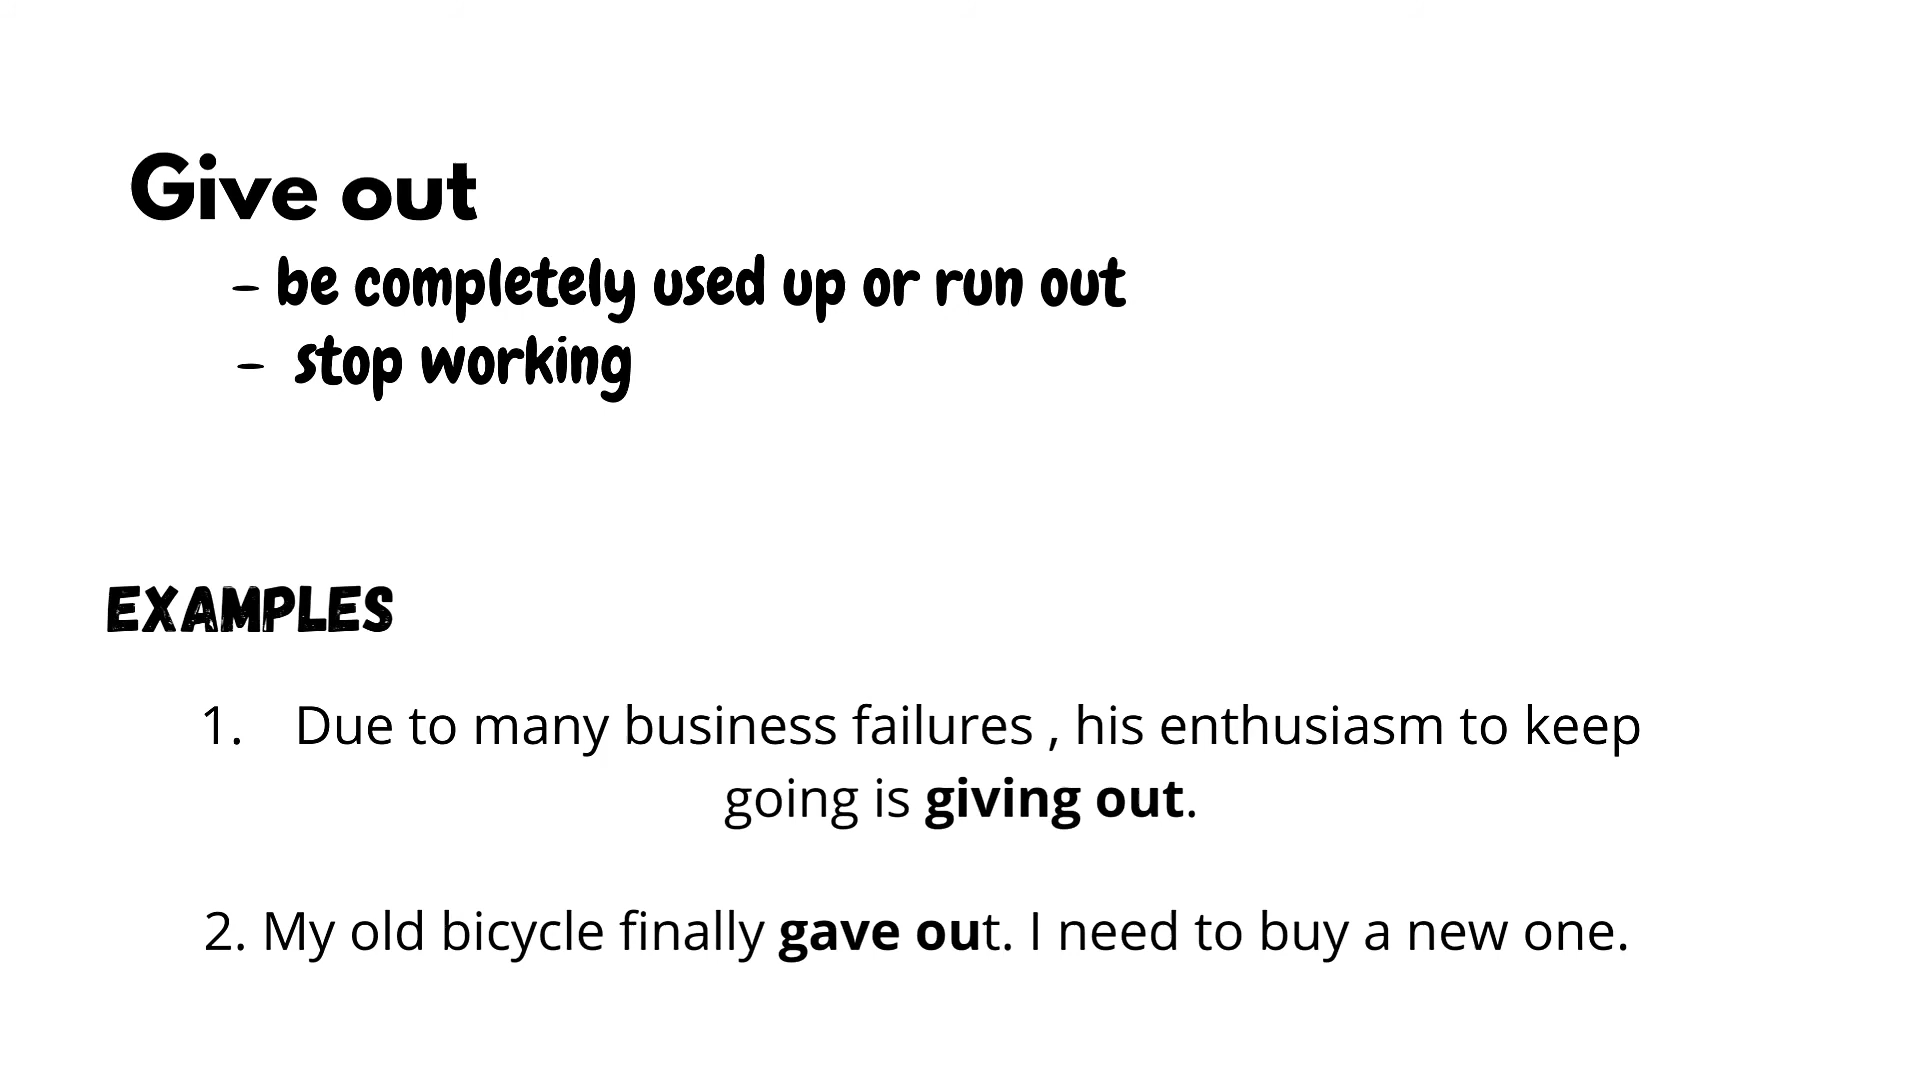 Give out
- be completely used up or run out
- stop working
EXAMPLES
1. Due to many business failures , his enthusiasm to keep
going is giving out.
2. My old bicycle finally gave out. I need to buy a new one.